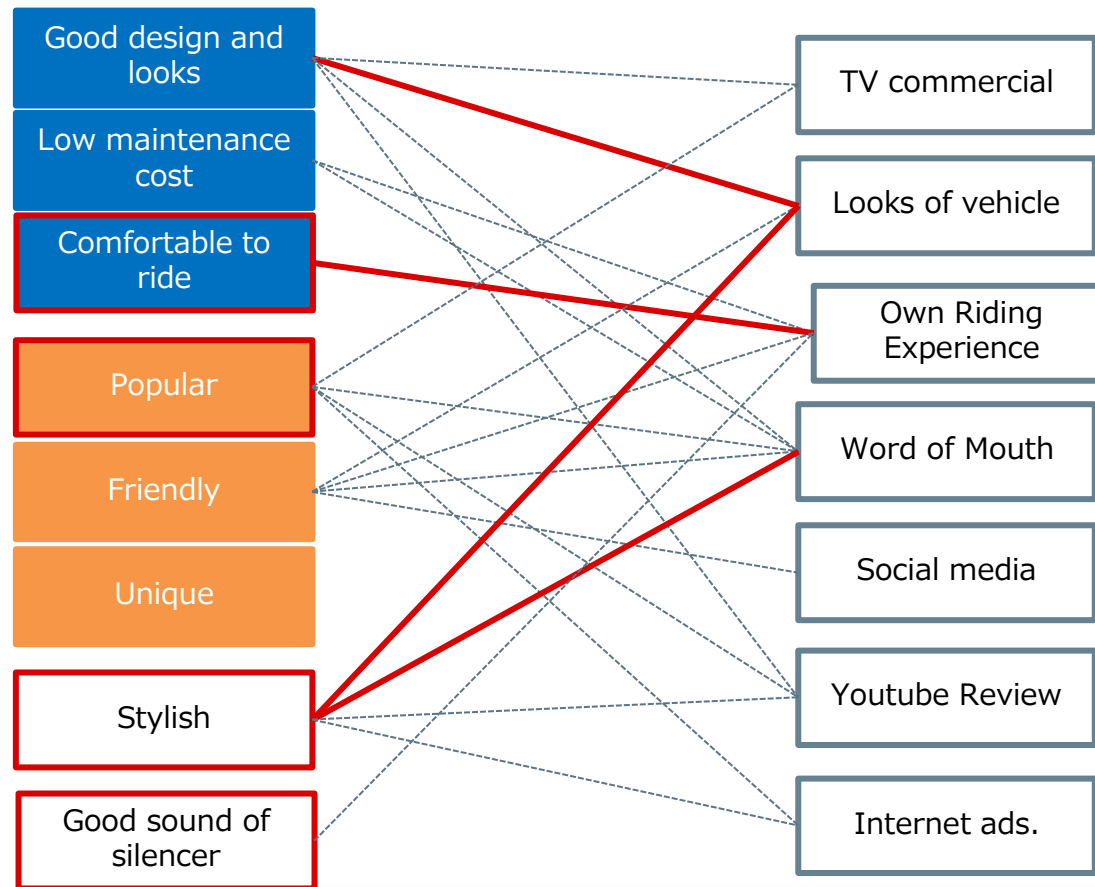 Good design and
looks
Low maintenance
cost
Comfortable to
ride
Popular
Friendly
Unique
Stylish
Good sound of
silencer
TV commercial
Looks of vehicle
Own Riding
Experience
Word of Mouth
Social media
Youtube Review
Internet ads.